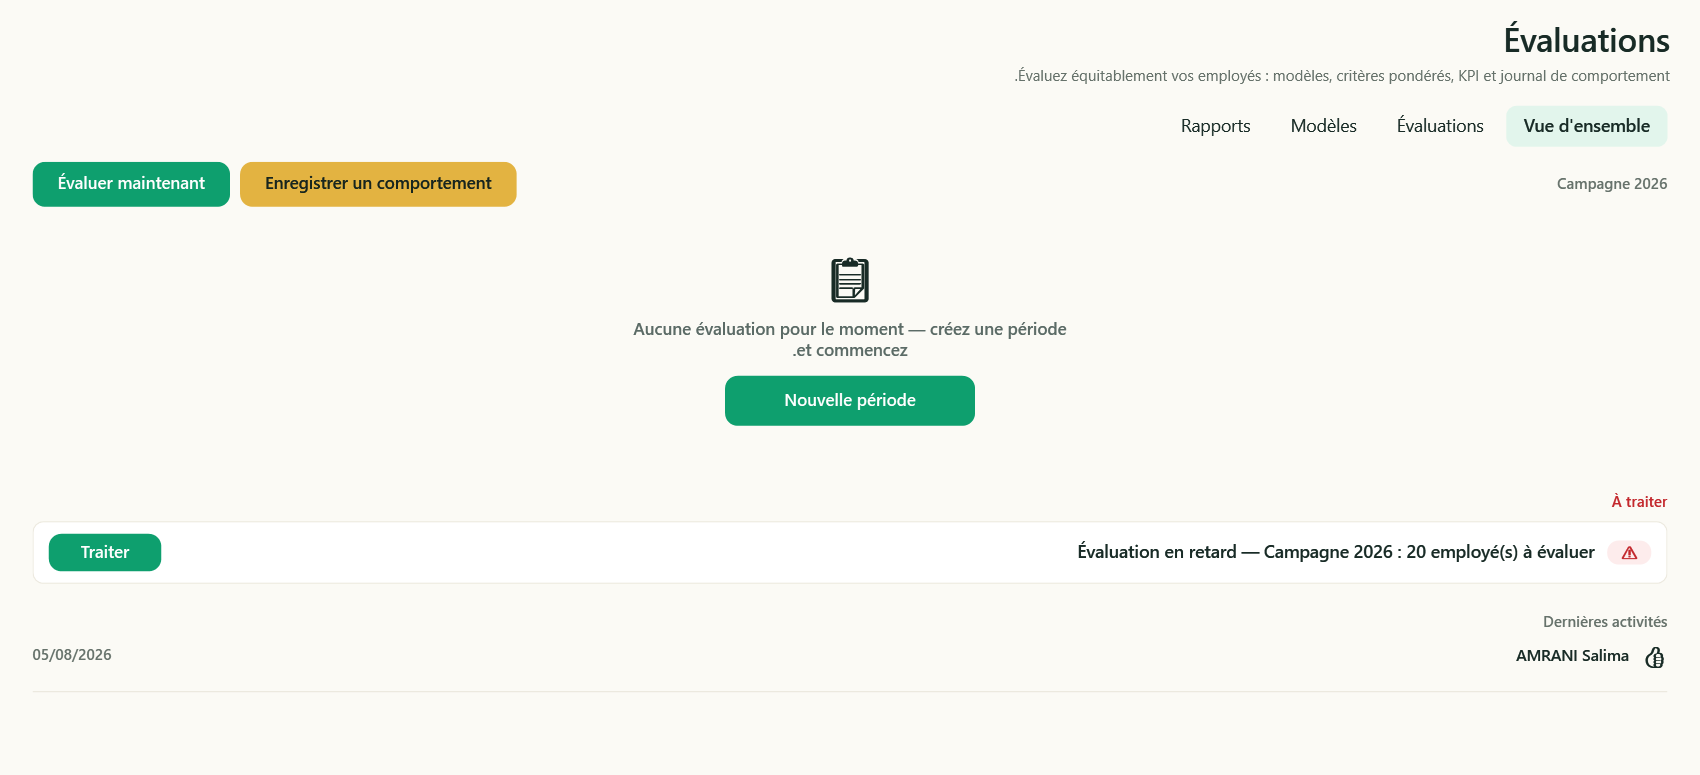 Évaluations
.Évaluez équitablement vos employés : modèles, critères pondérés, KPI et journal de comportement
Vue d'ensemble
Évaluations
Modèles
Rapports
Campagne 2026
Enregistrer un comportement
Évaluer maintenant
Aucune évaluation pour le moment — créez une période
.et commencez
Nouvelle période
À traiter
Évaluation en retard — Campagne 2026 : 20 employé(s) à évaluer
Traiter
Dernières activités
AMRANI Salima
05/08/2026